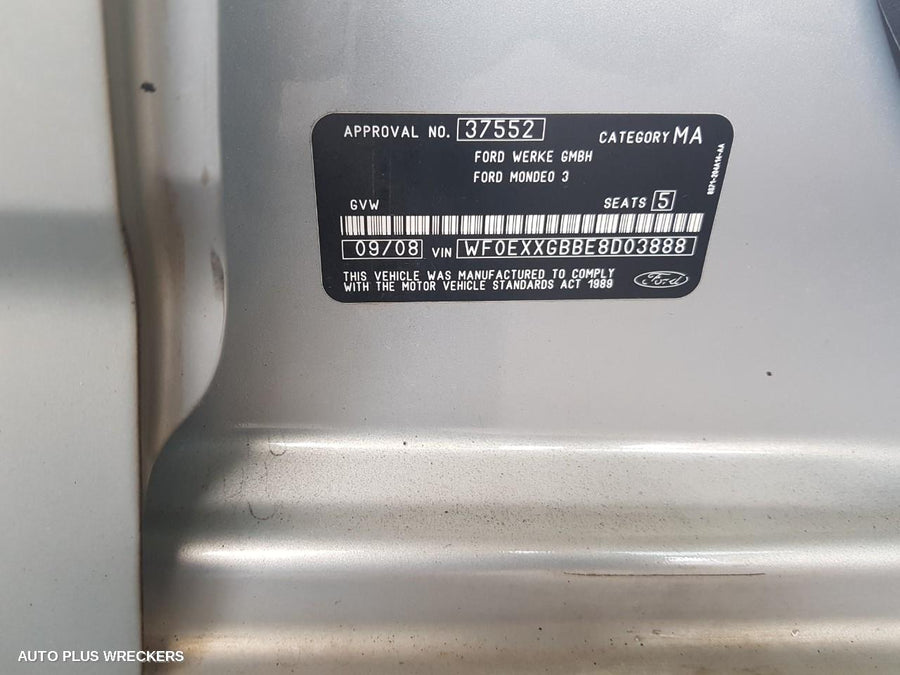 APPROVAL NO. 37552
CATEGORY MA
FORD WERKE GMBH
FORD MONDEO 3
GVW
SEATS 5
09/08 VIN WF0EXXGBBE8D03888
THIS VEHICLE WAS MANUFACTURED TO COMPLY
WITH THE MOTOR VEHICLE STANDARDS ACT 1989
Ford
AUTO PLUS WRECKERS